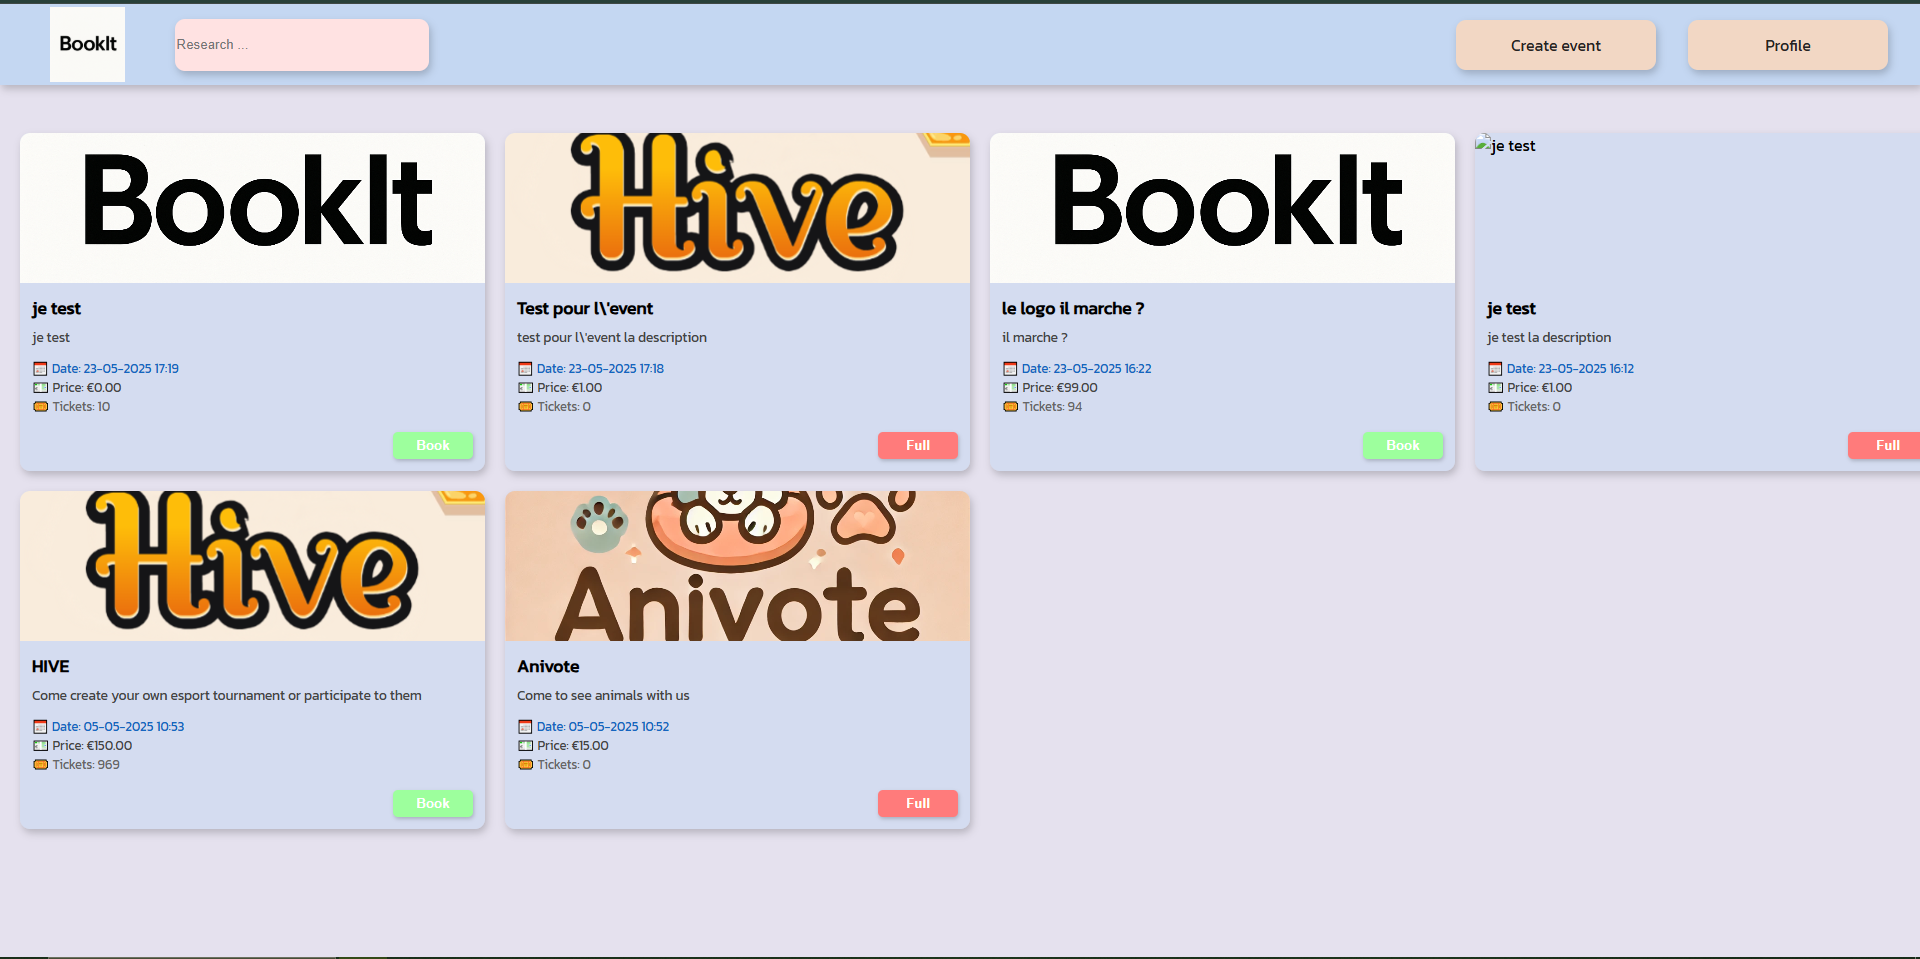 BookIt
Research ...
Create event
Profile
BookIt
je test
je test
Date: 23-05-2025 17:19
Price: €0.00
Tickets: 10
Book
Hive
Test pour l\'event
test pour l\'event la description
Date: 23-05-2025 17:18
Price: €1.00
Tickets: 0
Full
BookIt
le logo il marche ?
il marche ?
Date: 23-05-2025 16:22
Price: €99.00
Tickets: 94
Book
je test
je test
je test la description
Date: 23-05-2025 16:12
Price: €1.00
Tickets: 0
Full
Hive
HIVE
Come create your own esport tournament or participate to them
Date: 05-05-2025 10:53
Price: €150.00
Tickets: 969
Book
Anivote
Anivote
Come to see animals with us
Date: 05-05-2025 10:52
Price: €15.00
Tickets: 0
Full